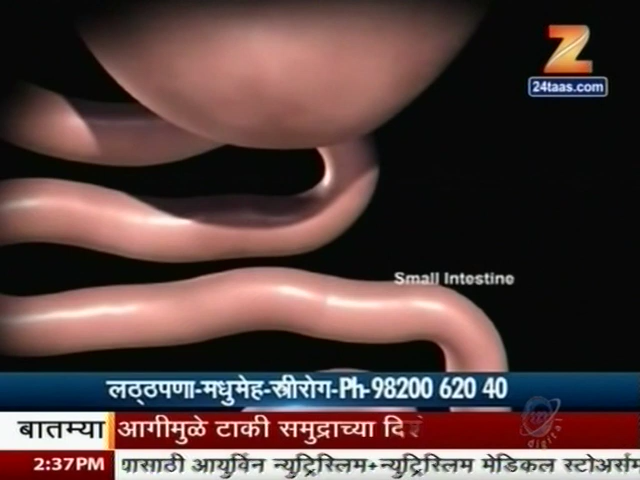 Z
24taas.com
Small Intestine
लठ्ठपणा-मधुमेह-स्त्रीरोग-Ph-98200 620 40
बातम्या
आगीमुळे टाकी समुद्राच्या
digital
2:37PM
पासाठी आयुर्विन न्युट्रिस्लिम+न्युट्रिस्लिम मेडिकल स्टोअर्सम